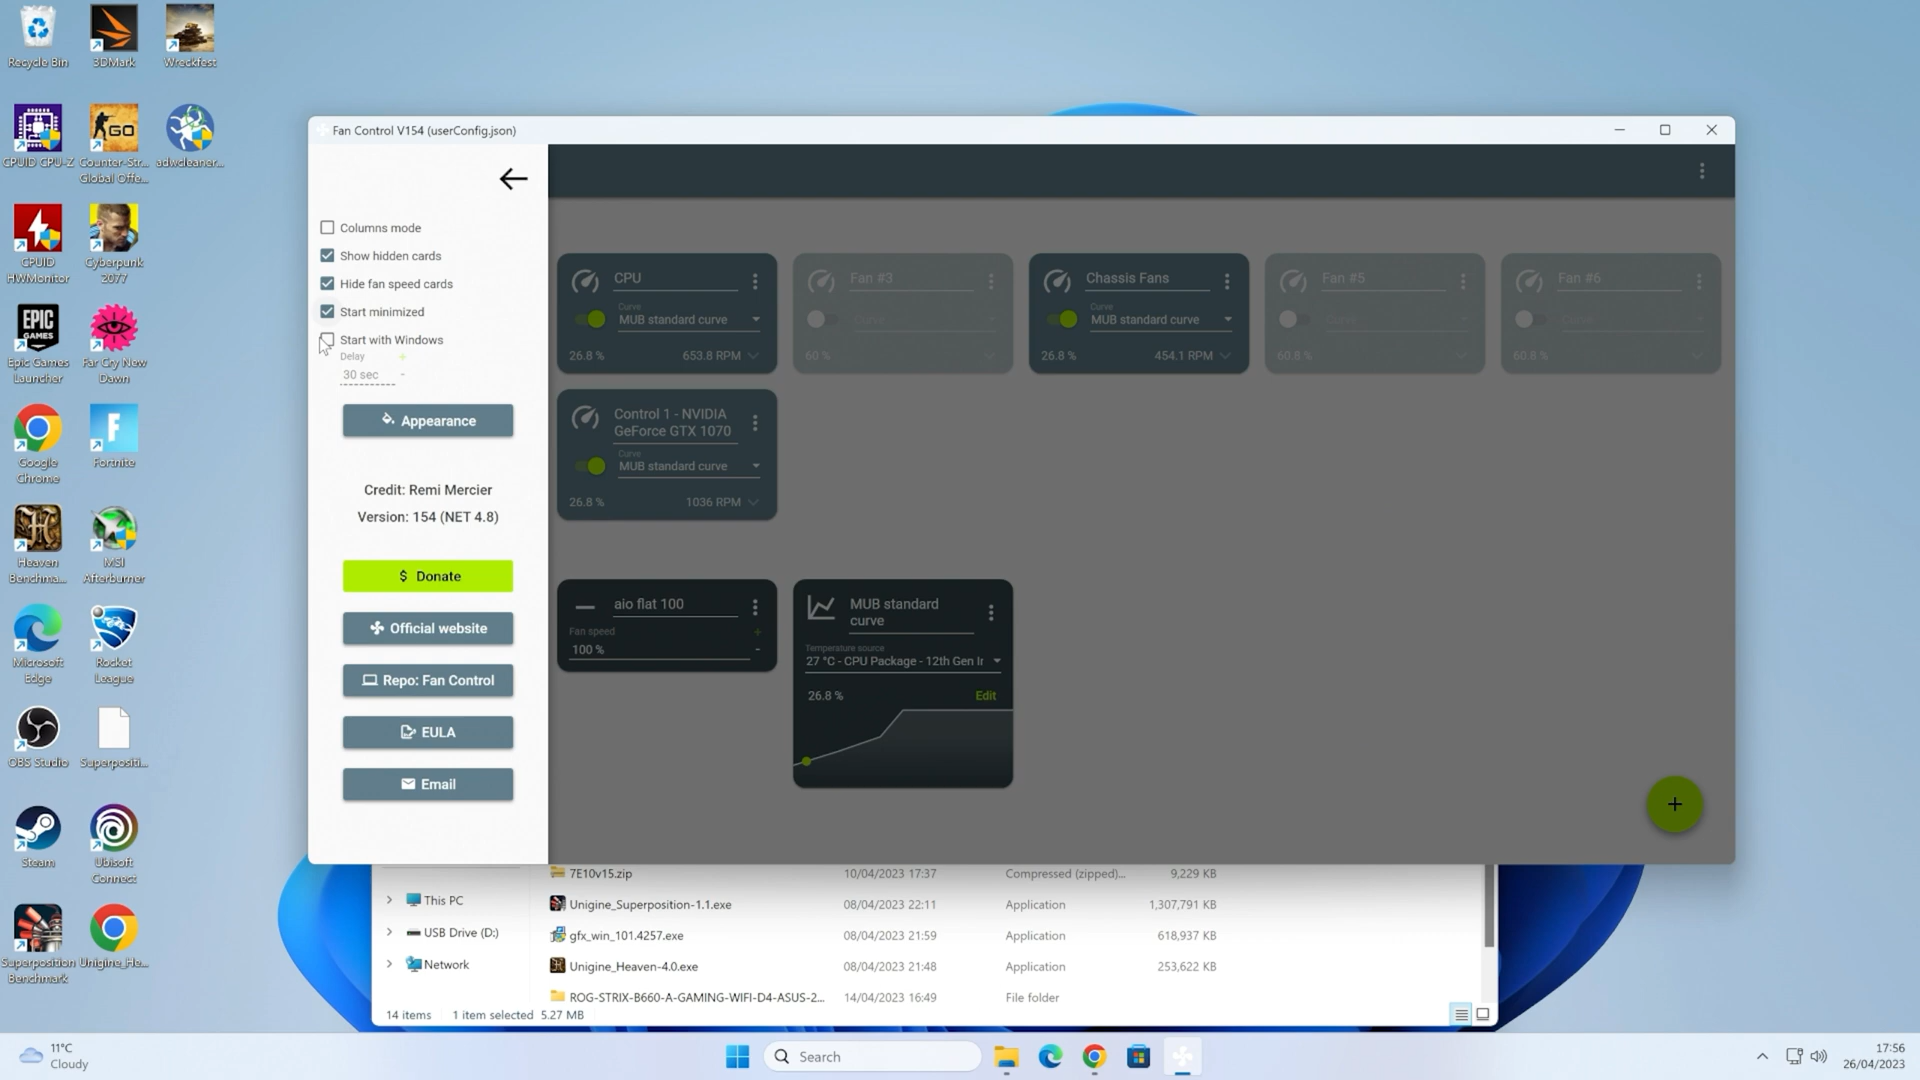 Recycle Bin
3DMark
Wreckfest
CPUID CPU-Z
Counter-Str...
Global Offe...
adwcleaner...
CPUID
HWMonitor
Cyberpunk
2077
Epic Games
Launcher
Far Cry New
Dawn
Google
Chrome
Fortnite
Heaven
Benchma...
MSI
Afterburner
Microsoft
Edge
Rocket
League
OBS Studio
Superpositi...
Steam
Ubisoft
Connect
Superposition
Benchmark
Unigine_He...
Fan Control V154 (userConfig.json)
Columns mode
Show hidden cards
Hide fan speed cards
Start minimized
Start with Windows
Delay
+
30 sec
-
Appearance
Credit: Remi Mercier
Version: 154 (NET 4.8)
$ Donate
Official website
Repo: Fan Control
EULA
Email
CPU
Curve
MUB standard curve
26.8 %
653.8 RPM
Fan #3
Curve
60 %
Chassis Fans
Curve
MUB standard curve
26.8 %
454.1 RPM
Fan #5
Curve
60.8 %
Fan #6
60.8 %
Control 1 - NVIDIA
GeForce GTX 1070
Curve
MUB standard curve
26.8 %
1036 RPM
aio flat 100
Fan speed
+
100 %
-
MUB standard
curve
Temperature source
27 °C - CPU Package - 12th Gen Ir
26.8 %
Edit
+
This PC
USB Drive (D:)
Network
7E10v15.zip 10/04/2023 17:37 Compressed (zipped)... 9,229 KB
Unigine_Superposition-1.1.exe 08/04/2023 22:11 Application 1,307,791 KB
gfx_win_101.4257.exe 08/04/2023 21:59 Application 618,937 KB
Unigine_Heaven-4.0.exe 08/04/2023 21:48 Application 253,622 KB
ROG-STRIX-B660-A-GAMING-WIFI-D4-ASUS-2... 14/04/2023 16:49 File folder
14 items 1 item selected 5.27 MB
11°C
Cloudy
Search
17:56
26/04/2023